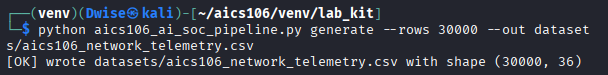 ┌──(venv)(Dwise㉿kali)-[~/aics106/venv/lab_kit]
└─$ python aics106_ai_soc_pipeline.py generate --rows 30000 --out dataset
s/aics106_network_telemetry.csv
[OK] wrote datasets/aics106_network_telemetry.csv with shape (30000, 36)